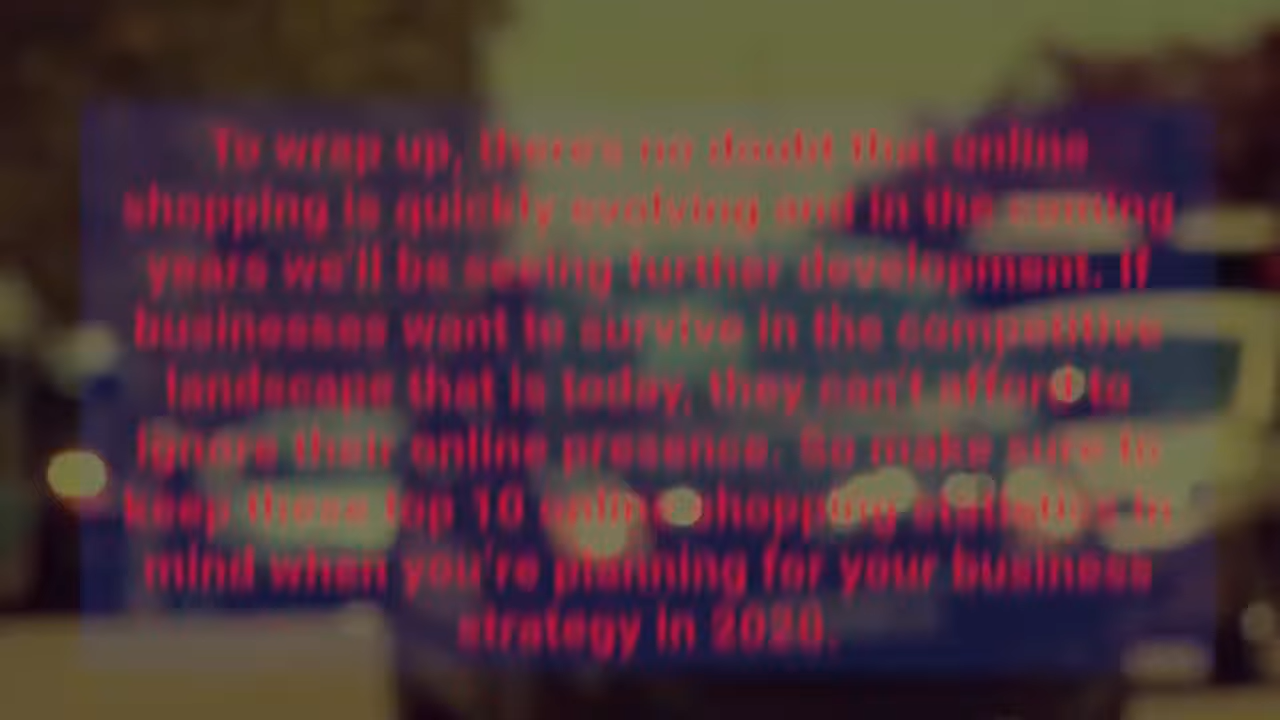 To wrap up, there's no doubt that online
shopping is quickly evolving and in the coming
years we'll be seeing further development. If
businesses want to survive in the competitive
landscape that is today, they can't afford to
ignore their online presence. So make sure to
keep these top 10 online shopping statistics in
mind when you're planning for your business
strategy in 2020.